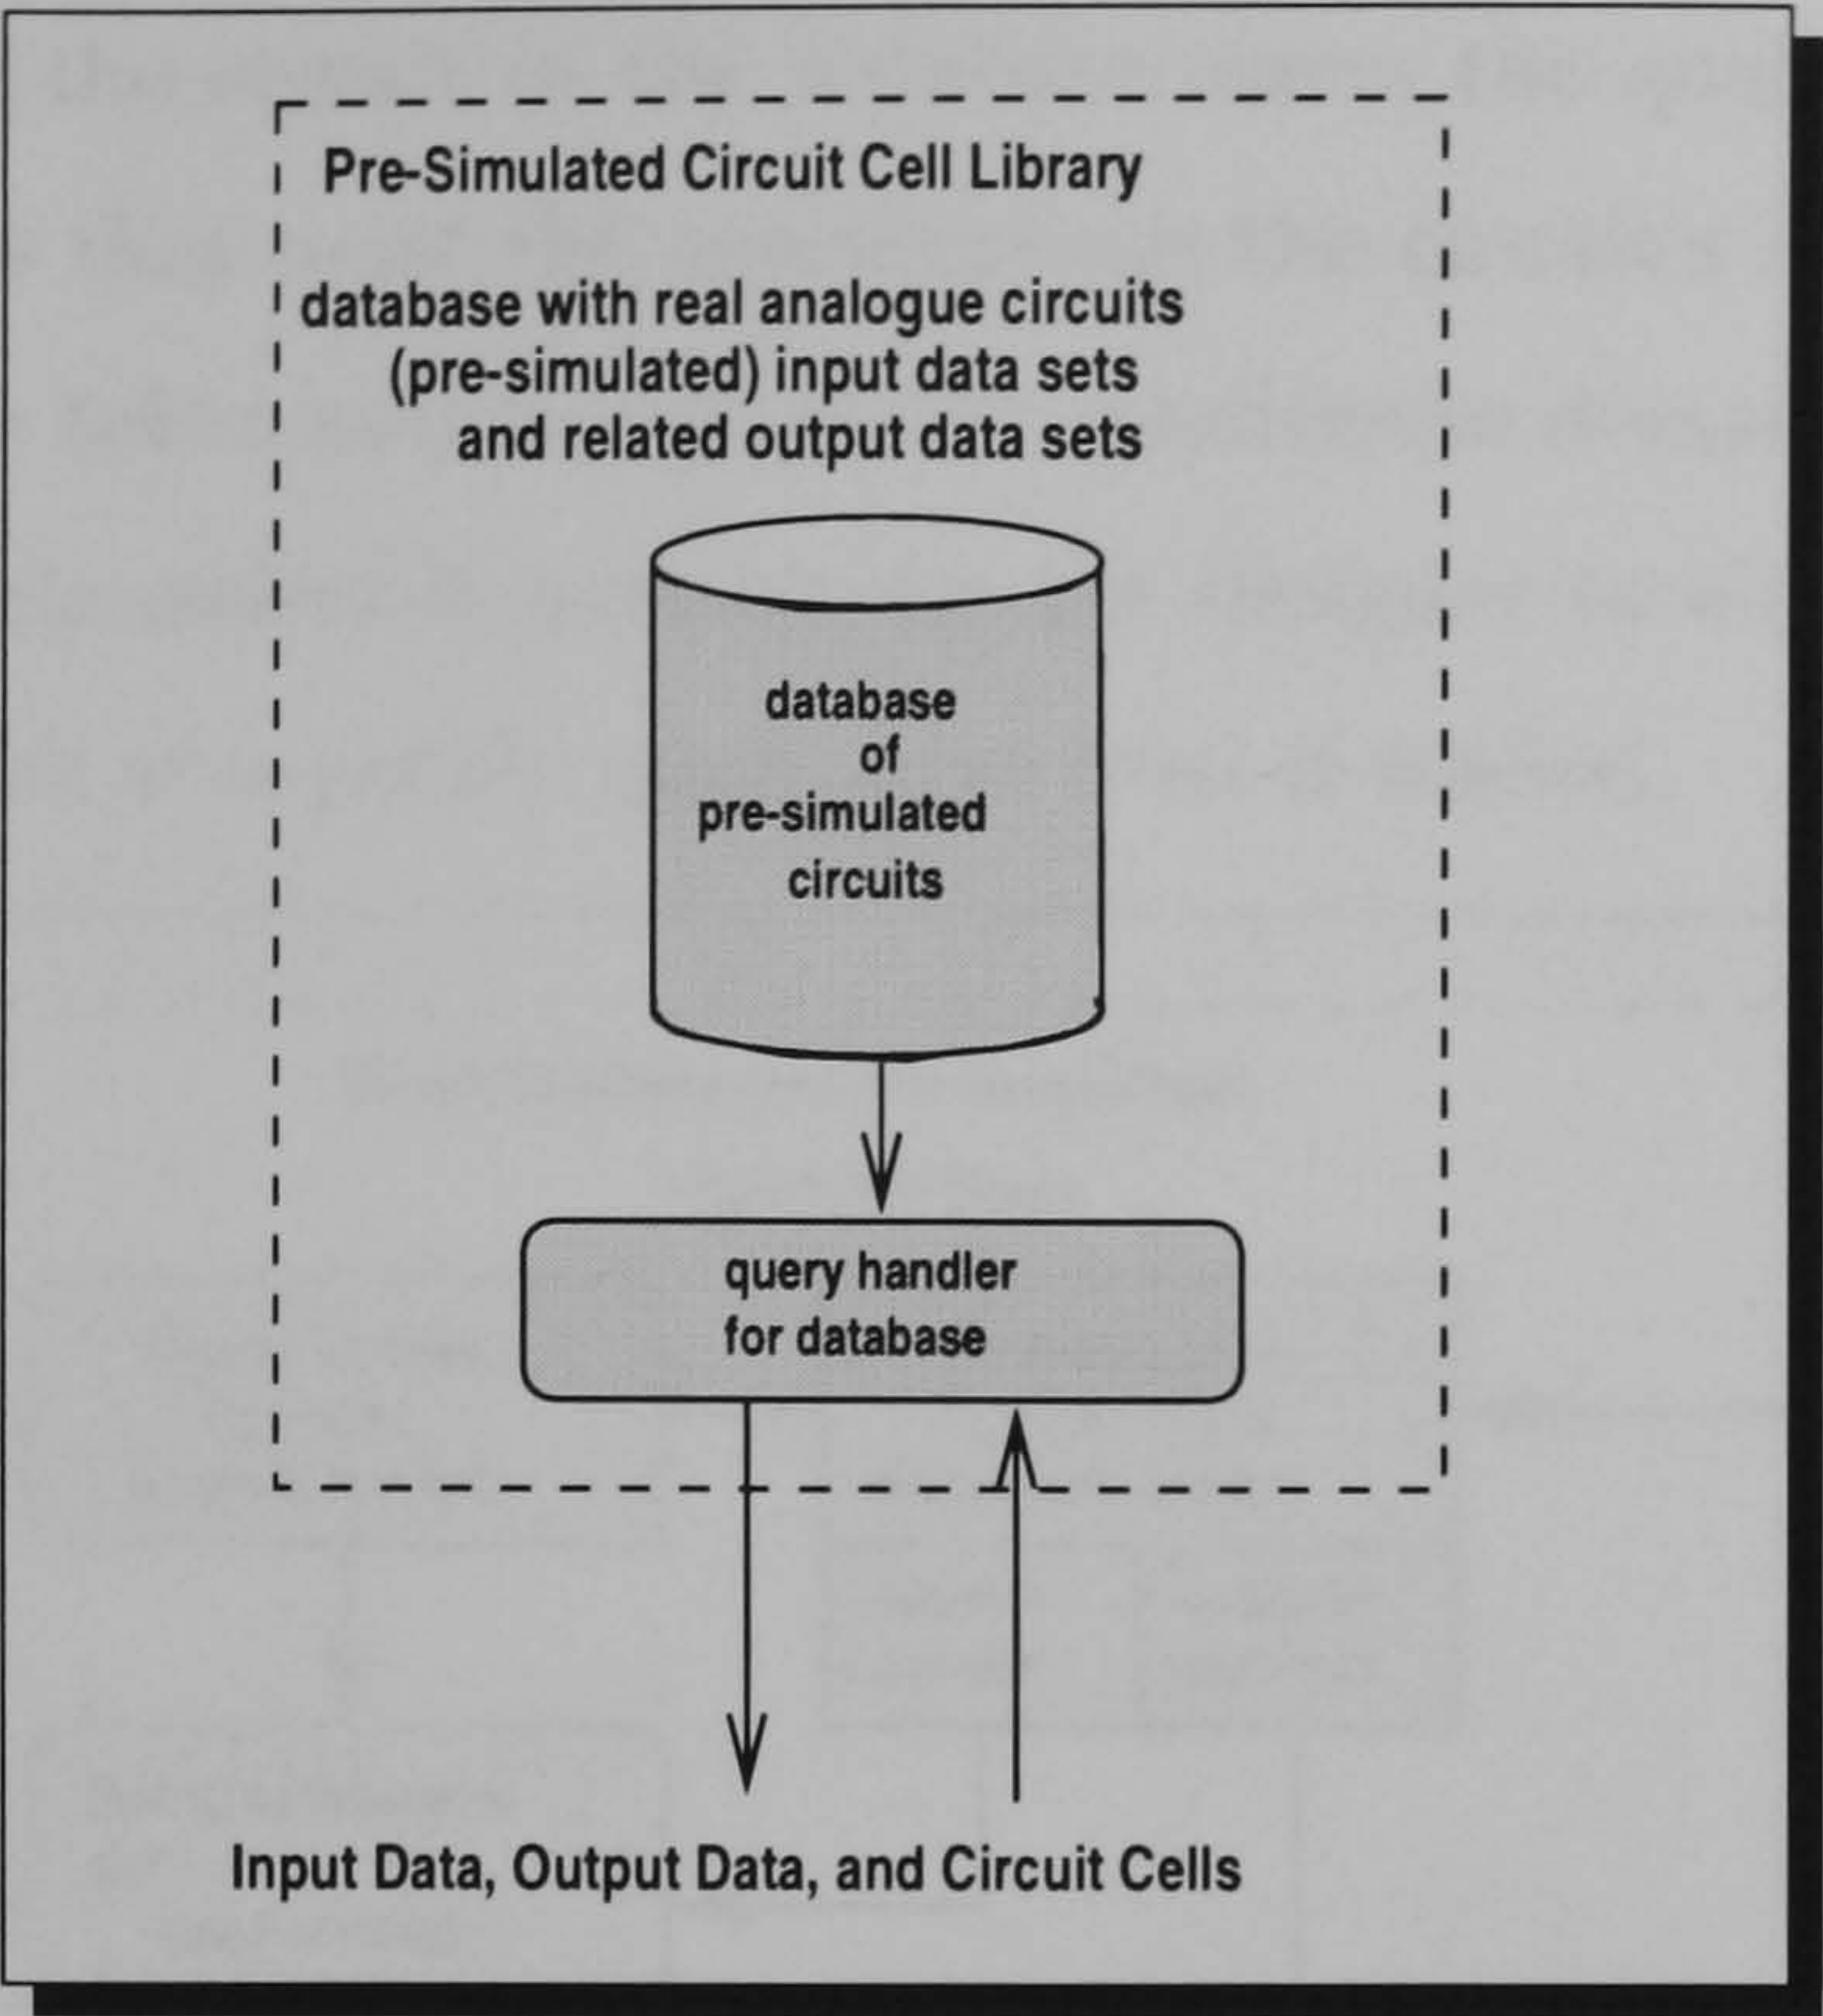 Pre-Simulated Circuit Cell Library
database with real analogue circuits
(pre-simulated) input data sets
and related output data sets
database
of
pre-simulated
circuits
query handler
for database
Input Data, Output Data, and Circuit Cells